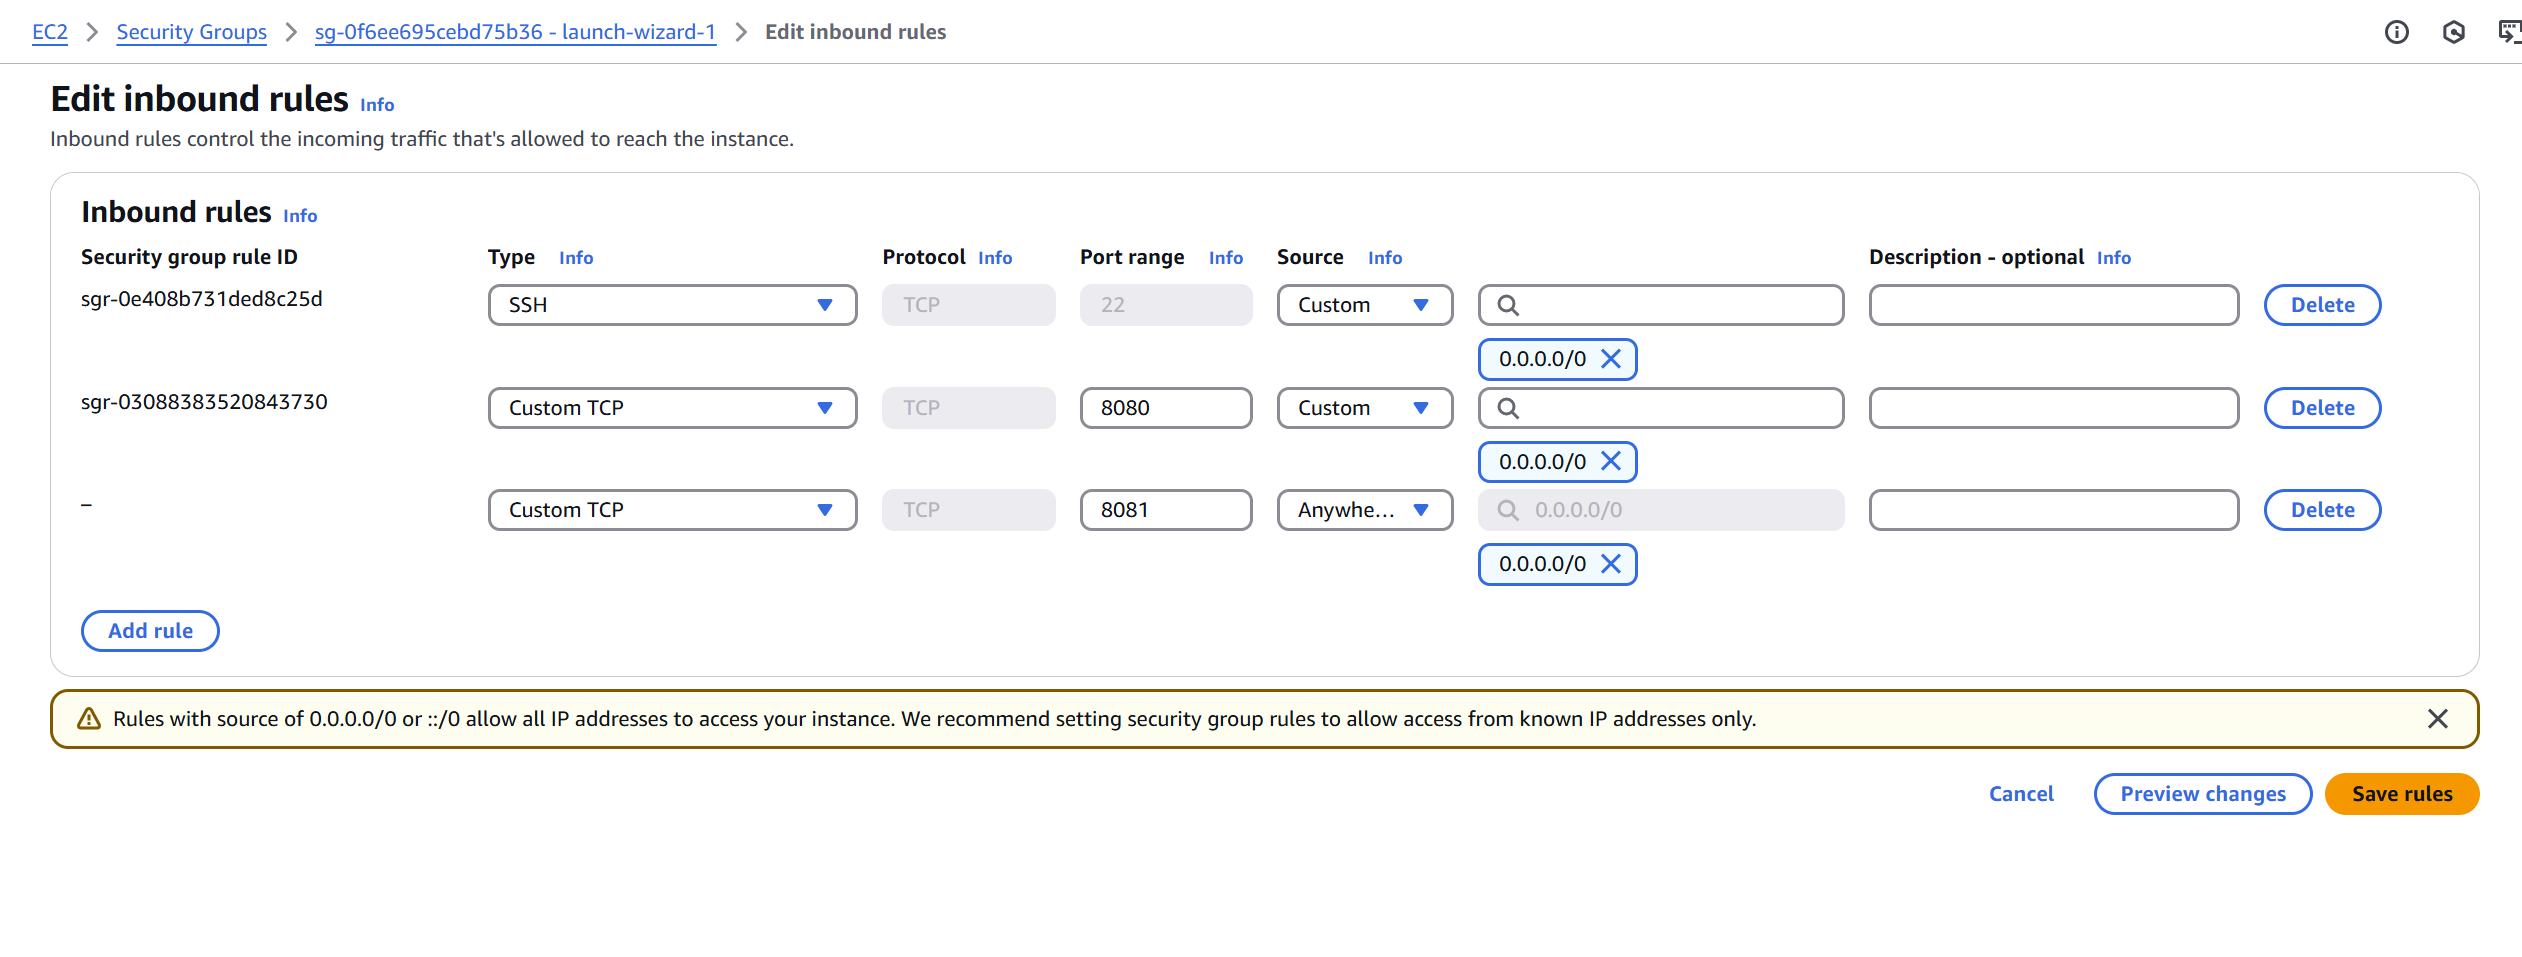 EC2 > Security Groups > sg-0f6ee695cebd75b36 - launch-wizard-1 > Edit inbound rules
Edit inbound rules Info
Inbound rules control the incoming traffic that's allowed to reach the instance.
Inbound rules Info
Security group rule ID Type Info Protocol Info Port range Info Source Info Description - optional Info
sgr-0e408b731ded8c25d SSH TCP 22 Custom Delete
0.0.0.0/0
sgr-03088383520843730 Custom TCP TCP 8080 Custom Delete
0.0.0.0/0
– Custom TCP TCP 8081 Anywhe... 0.0.0.0/0 Delete
0.0.0.0/0
Add rule
Rules with source of 0.0.0.0/0 or ::/0 allow all IP addresses to access your instance. We recommend setting security group rules to allow access from known IP addresses only.
Cancel Preview changes Save rules